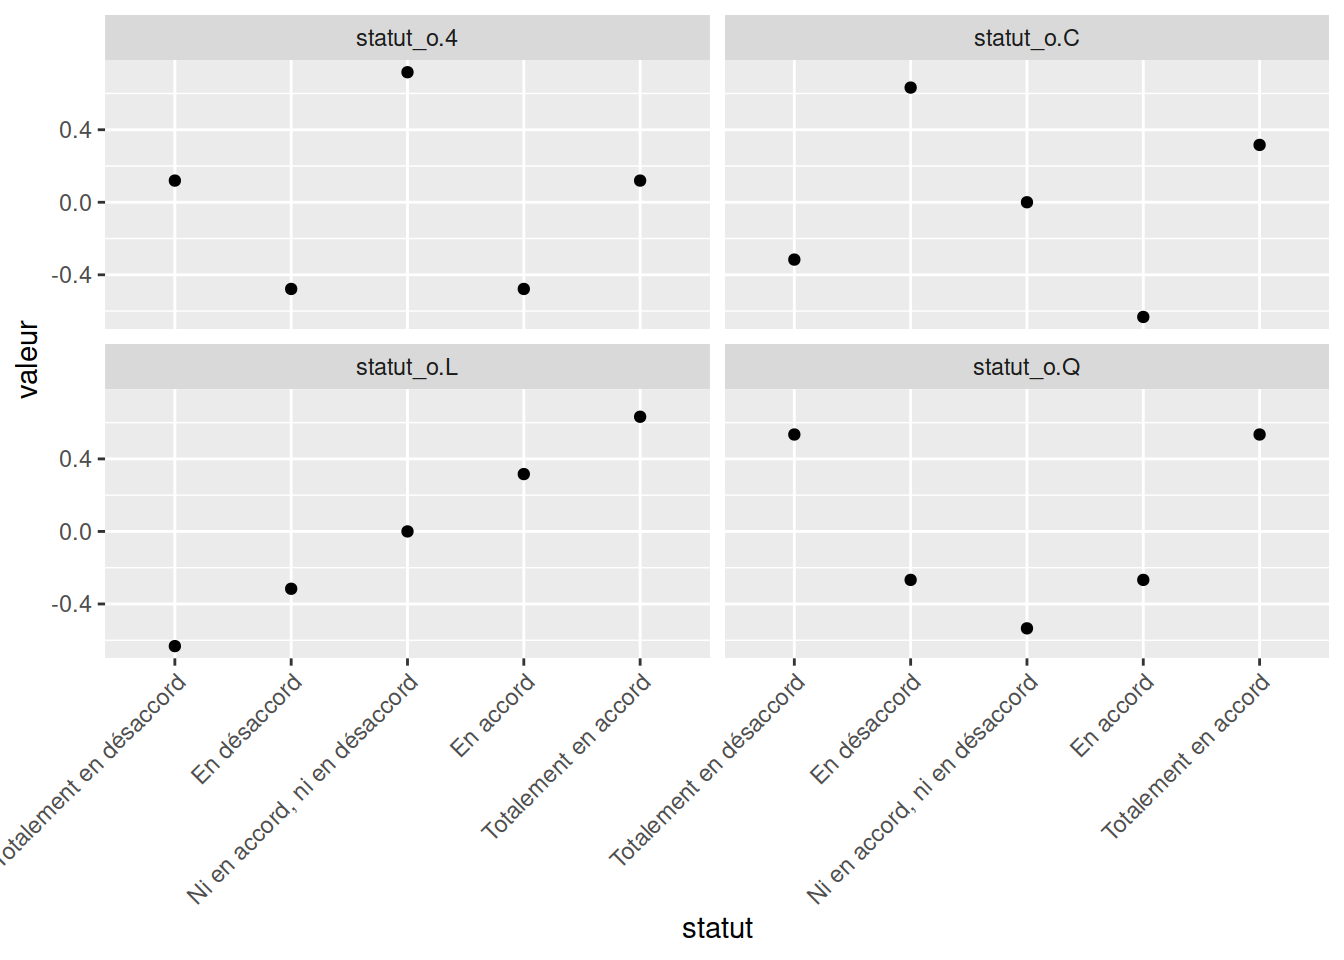 statut_o.4
statut_o.C
0.4
0.0
-0.4
statut_o.L
statut_o.Q
0.4
0.0
-0.4
valeur
Totalement en désaccord
En désaccord
Ni en accord, ni en désaccord
En accord
Totalement en accord
Totalement en désaccord
En désaccord
Ni en accord, ni en désaccord
En accord
Totalement en accord
statut